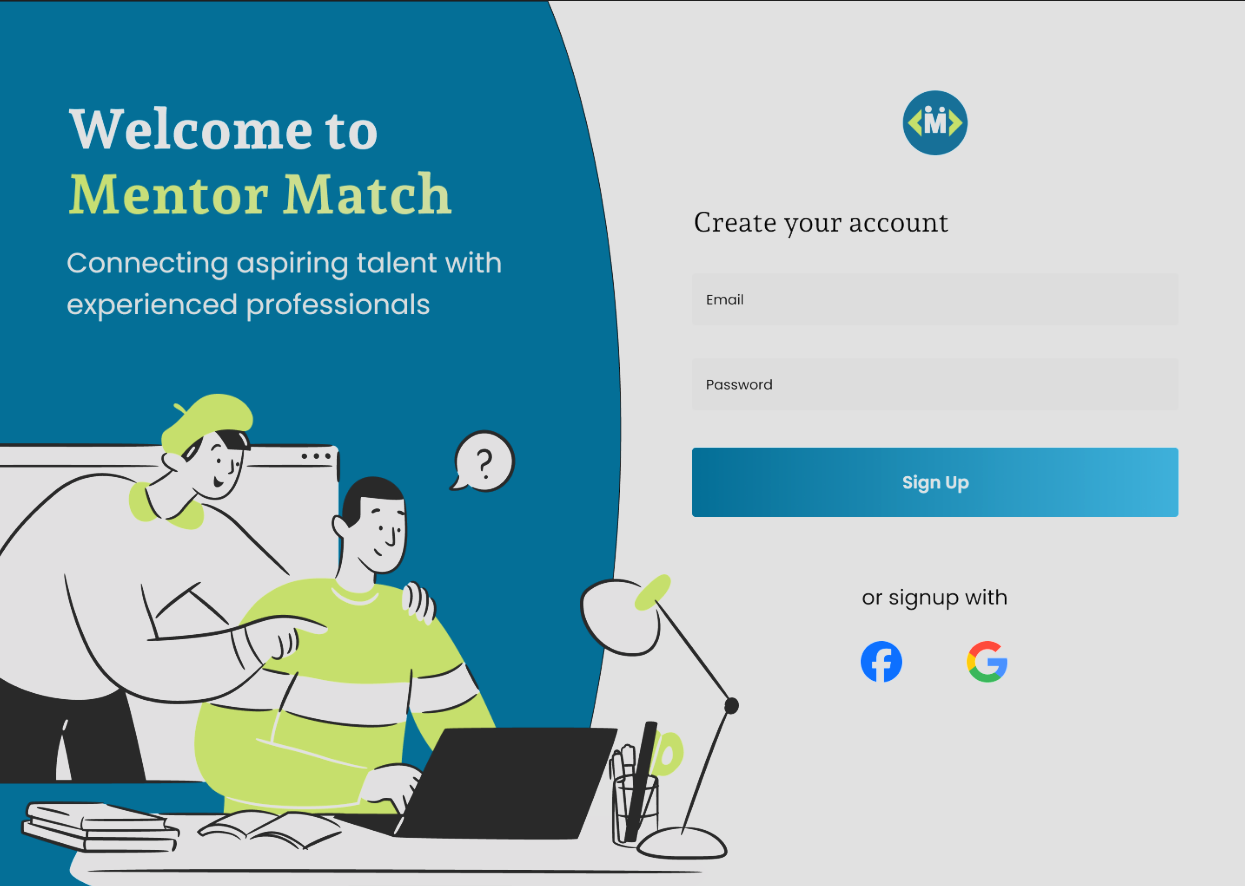 Welcome to
Mentor Match
Connecting aspiring talent with
experienced professionals
?
<M>
Create your account
Email
Password
Sign Up
or signup with
f
G